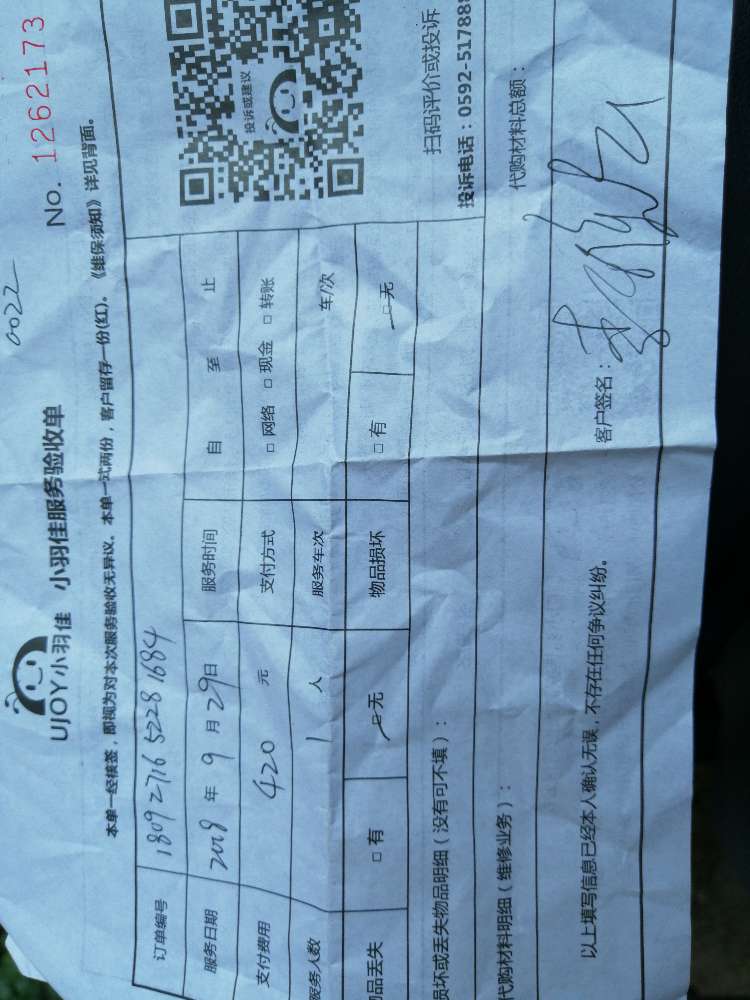 0022
UJOY小羽佳 小羽佳服务验收单 No. 1262173
本单一经核签，即视为对本次服务验收无异议。本单一式两份，客户留存一份(红)。《维保须知》详见背面。
订单编号 1809271652281684
服务日期 2008 年 9 月 29 日 服务时间 自 至 止
支付费用 420 元 支付方式 □ 网络 □ 现金 □ 转账
服务人数 1 人 服务车次 车/次
品丢失 □ 有 □ 无 物品损坏 □ 有 □ 无
投诉或建议
扫码评价或投诉
投诉电话：0592-51788
损坏或丢失物品明细（没有可不填）：
代购材料明细（维修业务）： 代购材料总额：
以上填写信息已经本人确认无误，不存在任何争议纠纷。 客户签名：